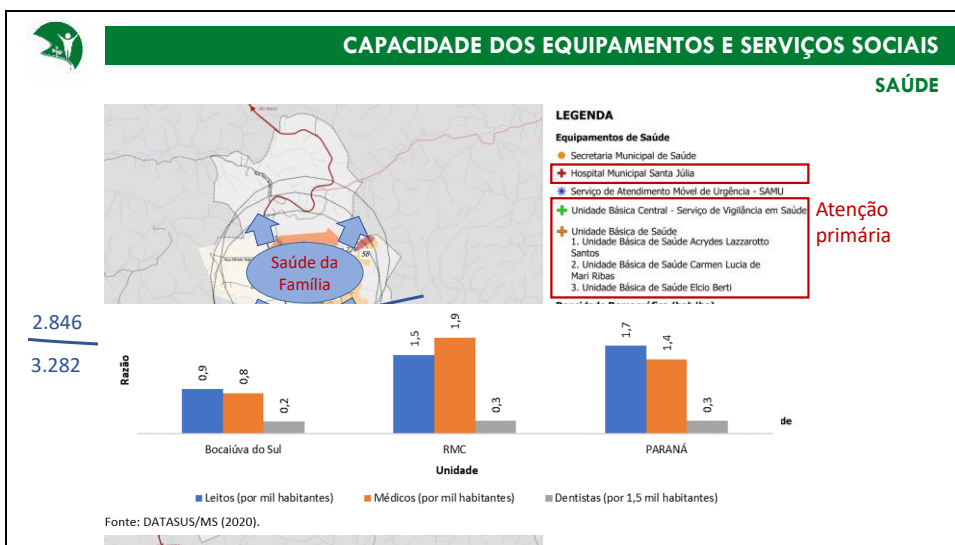 CAPACIDADE DOS EQUIPAMENTOS E SERVIÇOS SOCIAIS
SAÚDE
LEGENDA
Equipamentos de Saúde
Secretaria Municipal de Saúde
Hospital Municipal Santa Júlia
Serviço de Atendimento Móvel de Urgência - SAMU
Unidade Básica Central - Serviço de Vigilância em Saúde
Unidade Básica de Saúde
1. Unidade Básica de Saúde Acrydes Lazzarotto
Santos
2. Unidade Básica de Saúde Carmen Lucia de
Mari Ribas
3. Unidade Básica de Saúde Elcio Berti
Atenção
primária
Saúde da
Família
58
2.846
3.282
Razão
0,9
0,8
0,2
1,5
1,9
0,3
1,7
1,4
0,3
de
Bocaiúva do Sul
RMC
PARANÁ
Unidade
Leitos (por mil habitantes)
Médicos (por mil habitantes)
Dentistas (por 1,5 mil habitantes)
Fonte: DATASUS/MS (2020).